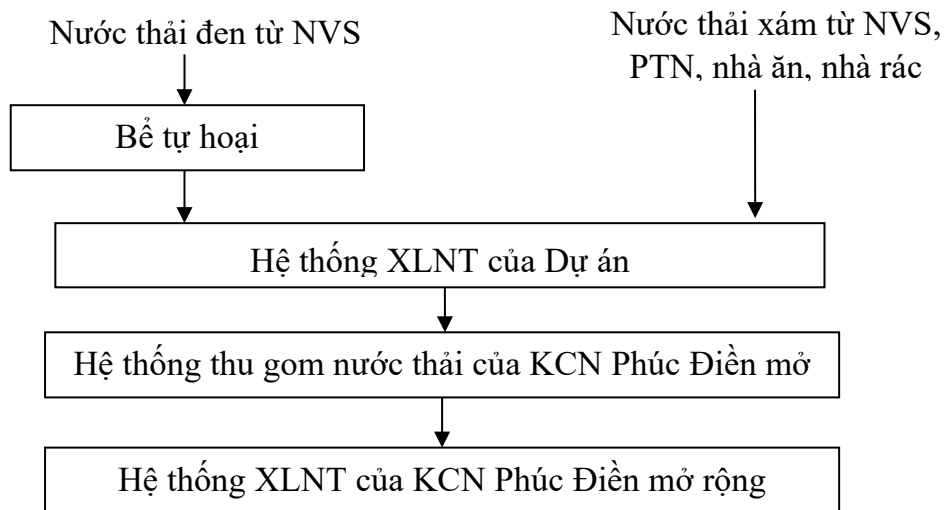 Nước thải đen từ NVS
Nước thải xám từ NVS,
PTN, nhà ăn, nhà rác
Bể tự hoại
Hệ thống XLNT của Dự án
Hệ thống thu gom nước thải của KCN Phúc Điền mở
Hệ thống XLNT của KCN Phúc Điền mở rộng